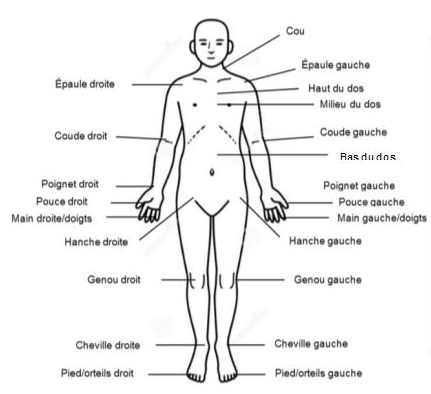 Cou
Épaule gauche
Épaule droite
Haut du dos
Milieu du dos
Coude droit
Coude gauche
Bas du dos
Poignet droit
Poignet gauche
Pouce droit
Pouce gauche
Main droite/doigts
Main gauche/doigts
Hanche droite
Hanche gauche
Genou droit
Genou gauche
Cheville droite
Cheville gauche
Pied/orteils droit
Pied/orteils gauche